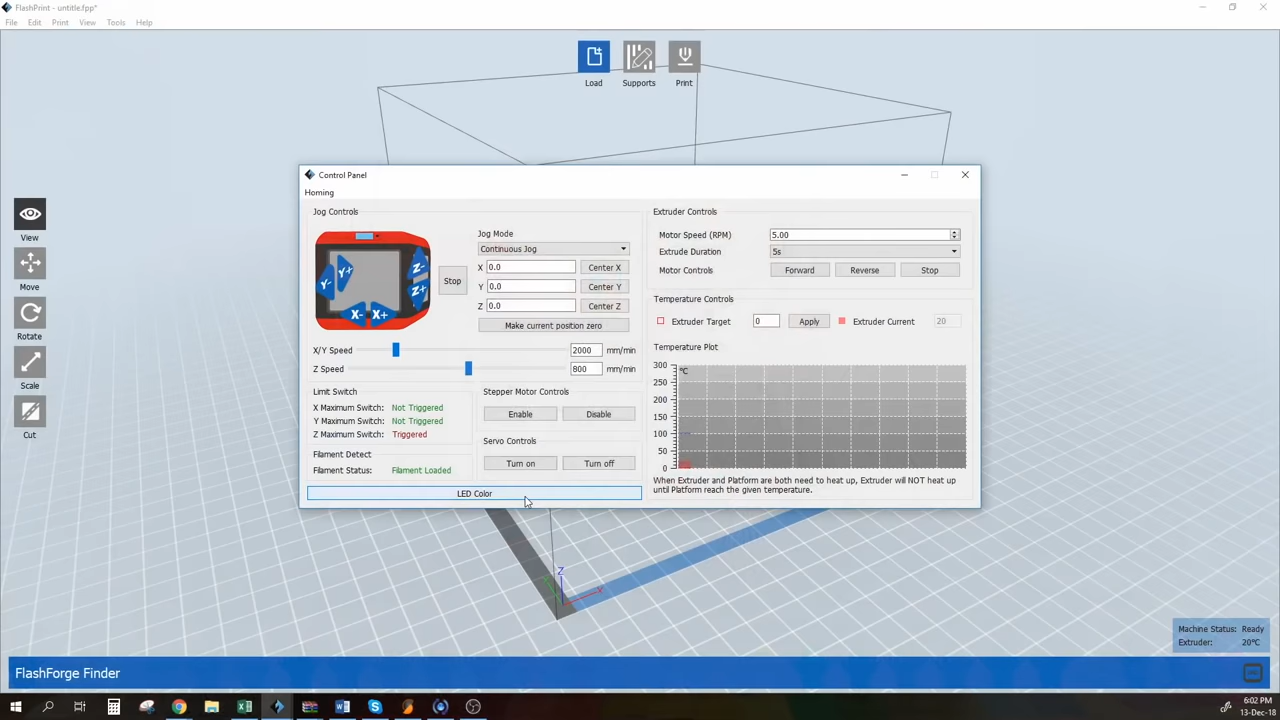 FlashPrint - untitle.fpp*
File Edit Print View Tools Help
Load Supports Print
View
Move
Rotate
Scale
Cut
Control Panel
Homing
Jog Controls
Y- Y+ Z- Z+ X- X+
Stop
Jog Mode
Continuous Jog
X 0.0 Center X
Y 0.0 Center Y
Z 0.0 Center Z
Make current position zero
X/Y Speed 2000 mm/min
Z Speed 800 mm/min
Limit Switch
X Maximum Switch: Not Triggered
Y Maximum Switch: Not Triggered
Z Maximum Switch: Triggered
Filament Detect
Filament Status: Filament Loaded
Stepper Motor Controls
Enable Disable
Servo Controls
Turn on Turn off
LED Color
Extruder Controls
Motor Speed (RPM) 5.00
Extrude Duration 5s
Motor Controls Forward Reverse Stop
Temperature Controls
Extruder Target 0 Apply Extruder Current 20
Temperature Plot
°C
300
250
200
150
100
50
0
When Extruder and Platform are both need to heat up, Extruder will NOT heat up
until Platform reach the given temperature.
Z
Machine Status: Ready
Extruder: 20℃
FlashForge Finder
6:02 PM
13-Dec-18